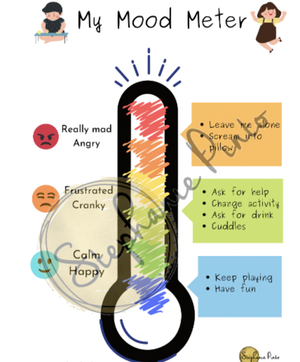 My Mood Meter
Really mad
Angry
Leave me alone
Scream into
pillow
Frustrated
Cranky
Ask for help
Change activity
Ask for drink
Cuddles
Calm
Happy
Keep playing
Have fun
Stephanie Pinto
Stephanie Pinto